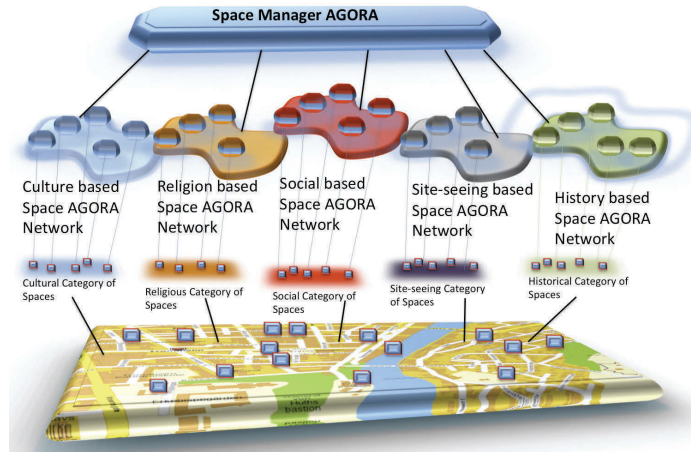 Space Manager AGORA
Culture based
Space AGORA
Network
Religion based
Space AGORA
Network
Social based
Space AGORA
Network
Site-seeing based
Space AGORA
Network
History based
Space AGORA
Network
Cultural Category of
Spaces
Religious Category of
Spaces
Social Category of
Spaces
Site-seeing Category
of Spaces
Historical Category of
Spaces
bastion